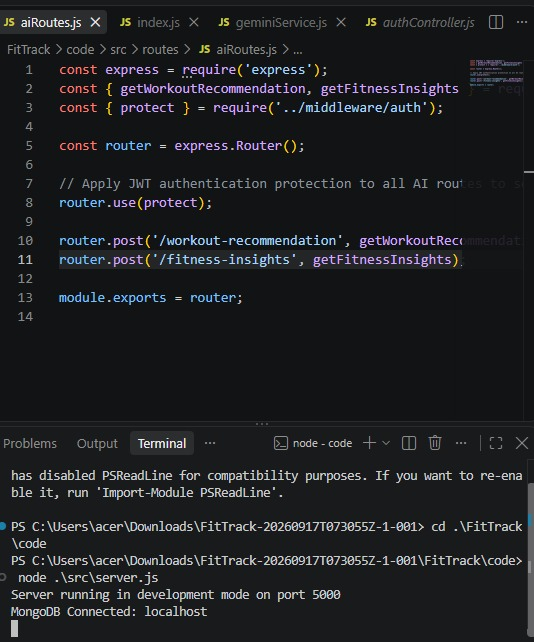 JS aiRoutes.js × JS index.js JS geminiService.js JS authController.js ···
FitTrack > code > src > routes > JS aiRoutes.js > ...
1 const express = require('express');
2 const { getWorkoutRecommendation, getFitnessInsights } = req
3 const { protect } = require('../middleware/auth');
4
5 const router = express.Router();
6
7 // Apply JWT authentication protection to all AI routes to s
8 router.use(protect);
9
10 router.post('/workout-recommendation', getWorkoutRecommendat
11 router.post('/fitness-insights', getFitnessInsights)
12
13 module.exports = router;
14
Problems Output Terminal ··· node - code
has disabled PSReadLine for compatibility purposes. If you want to re-ena
ble it, run 'Import-Module PSReadLine'.
PS C:\Users\acer\Downloads\FitTrack-20260917T073055Z-1-001> cd .\FitTrack
\code
PS C:\Users\acer\Downloads\FitTrack-20260917T073055Z-1-001\FitTrack\code>
node .\src\server.js
Server running in development mode on port 5000
MongoDB Connected: localhost